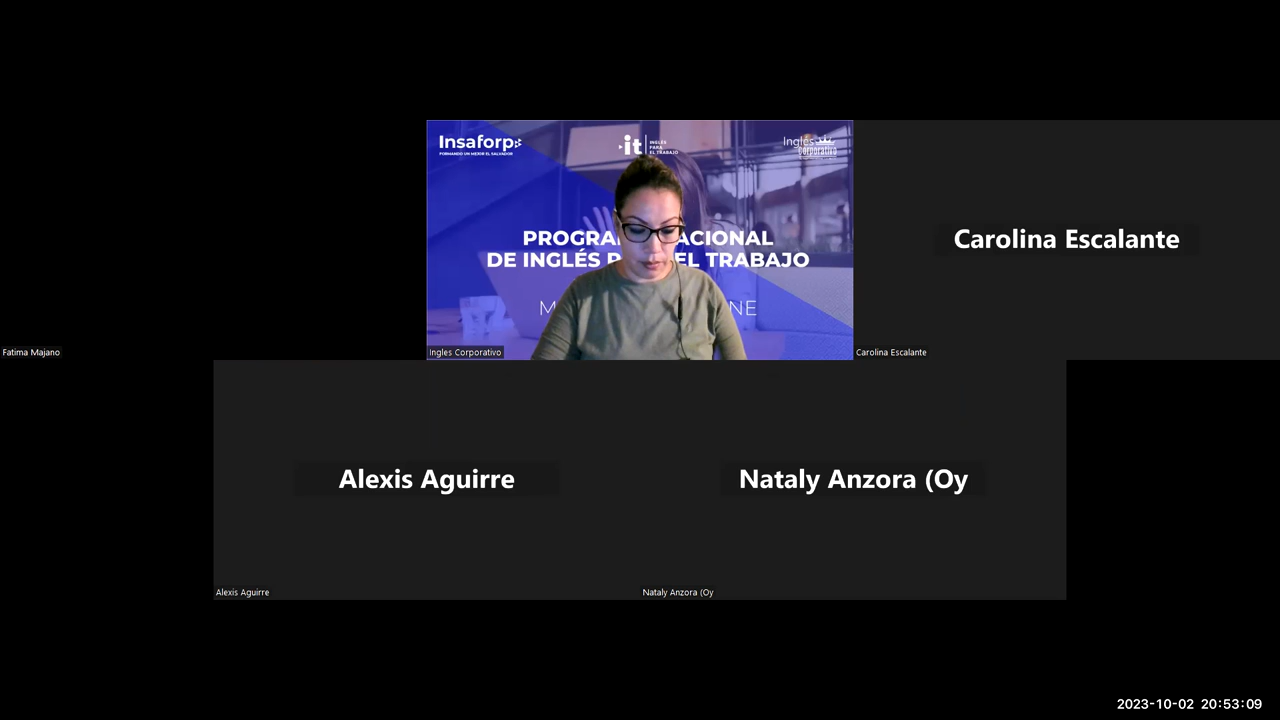 Insaforp
FORMANDO UN MEJOR EL SALVADOR
it
INGLÉS
PARA
EL TRABAJO
Inglés
corporativo
PROGRA ACIONAL
DE INGLÉS P EL TRABAJO
M NE
Fatima Majano
Ingles Corporativo
Carolina Escalante
Carolina Escalante
Alexis Aguirre
Nataly Anzora (Oy
Alexis Aguirre
Nataly Anzora (Oy
2023-10-02 20:53:09